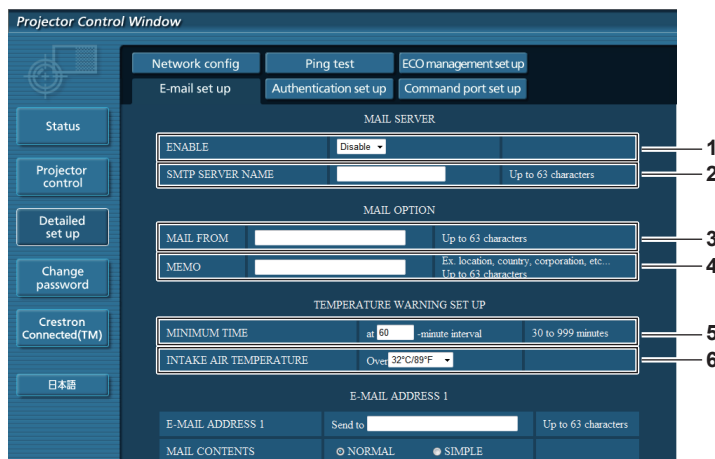 Projector Control Window
Network config Ping test ECO management set up
E-mail set up Authentication set up Command port set up
Status
Projector control
Detailed set up
Change password
Crestron Connected(TM)
日本語
MAIL SERVER
ENABLE Disable 1
SMTP SERVER NAME Up to 63 characters 2
MAIL OPTION
MAIL FROM Up to 63 characters 3
MEMO Ex. location, country, corporation, etc... Up to 63 characters 4
TEMPERATURE WARNING SET UP
MINIMUM TIME at 60 -minute interval 30 to 999 minutes 5
INTAKE AIR TEMPERATURE Over 32°C/89°F 6
E-MAIL ADDRESS 1
E-MAIL ADDRESS 1 Send to Up to 63 characters
MAIL CONTENTS NORMAL SIMPLE